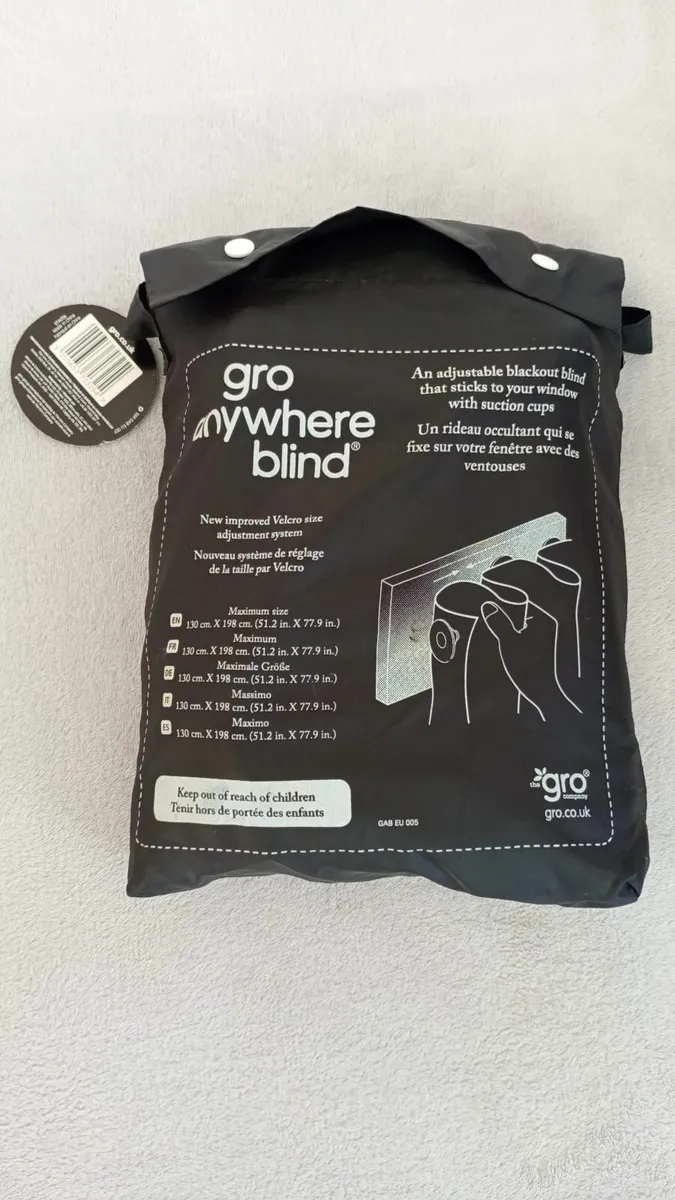 gro
anywhere
blind®
An adjustable blackout blind
that sticks to your window
with suction cups
Un rideau occultant qui se
fixe sur votre fenêtre avec des
ventouses
New improved Velcro size
adjustment system
Nouveau système de réglage
de la taille par Velcro
Maximum size
EN 130 cm. X 198 cm. (51.2 in. X 77.9 in.)
Maximum
FR 130 cm. X 198 cm. (51.2 in. X 77.9 in.)
Maximale Größe
DE 130 cm. X 198 cm. (51.2 in. X 77.9 in.)
Massimo
IT 130 cm. X 198 cm. (51.2 in. X 77.9 in.)
Maximo
ES 130 cm. X 198 cm. (51.2 in. X 77.9 in.)
Keep out of reach of children
Tenir hors de portée des enfants
GAB EU 005
the gro®
company
gro.co.uk
gro.co.uk
Made in China